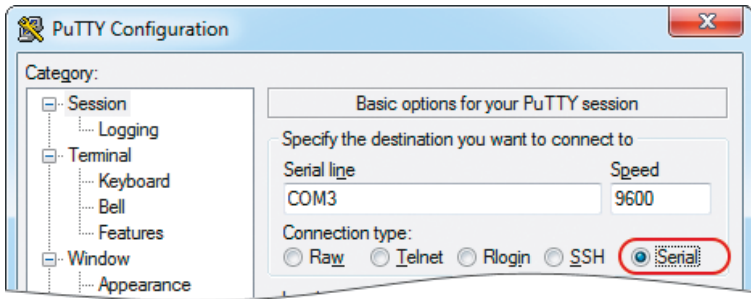 PuTTY Configuration
Category:
Session
Logging
Terminal
Keyboard
Bell
Features
Window
Appearance
Basic options for your PuTTY session
Specify the destination you want to connect to
Serial line
Speed
COM3
9600
Connection type:
Raw
Telnet
Rlogin
SSH
Serial